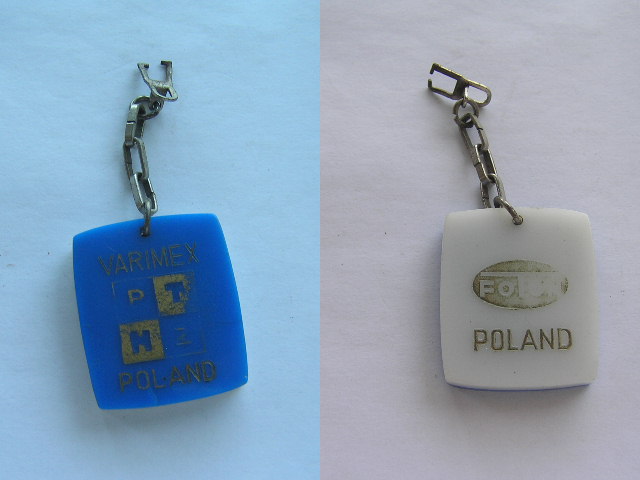 VARIMEX
P T
H Z
POLAND
POLAND